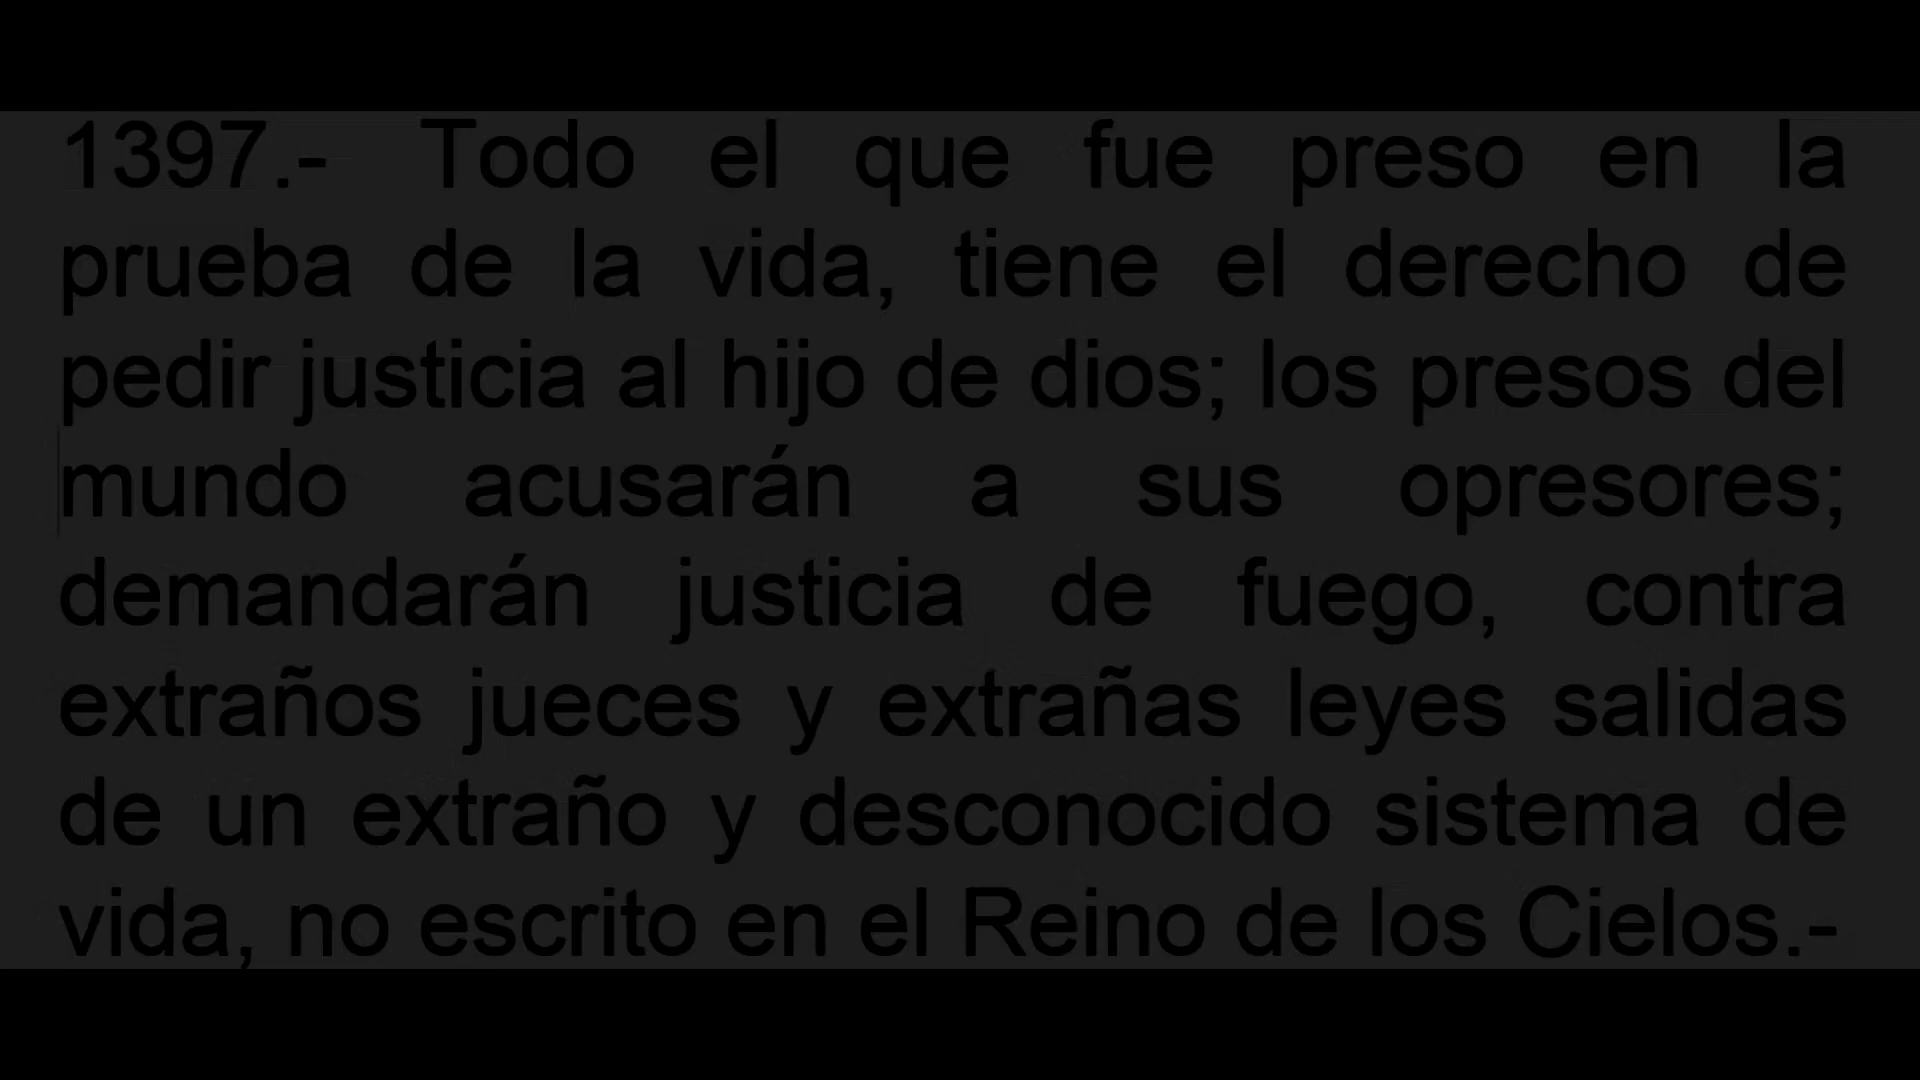 1397.- Todo el que fue preso en la
prueba de la vida, tiene el derecho de
pedir justicia al hijo de dios; los presos del
mundo acusarán a sus opresores;
demandarán justicia de fuego, contra
extraños jueces y extrañas leyes salidas
de un extraño y desconocido sistema de
vida, no escrito en el Reino de los Cielos.-